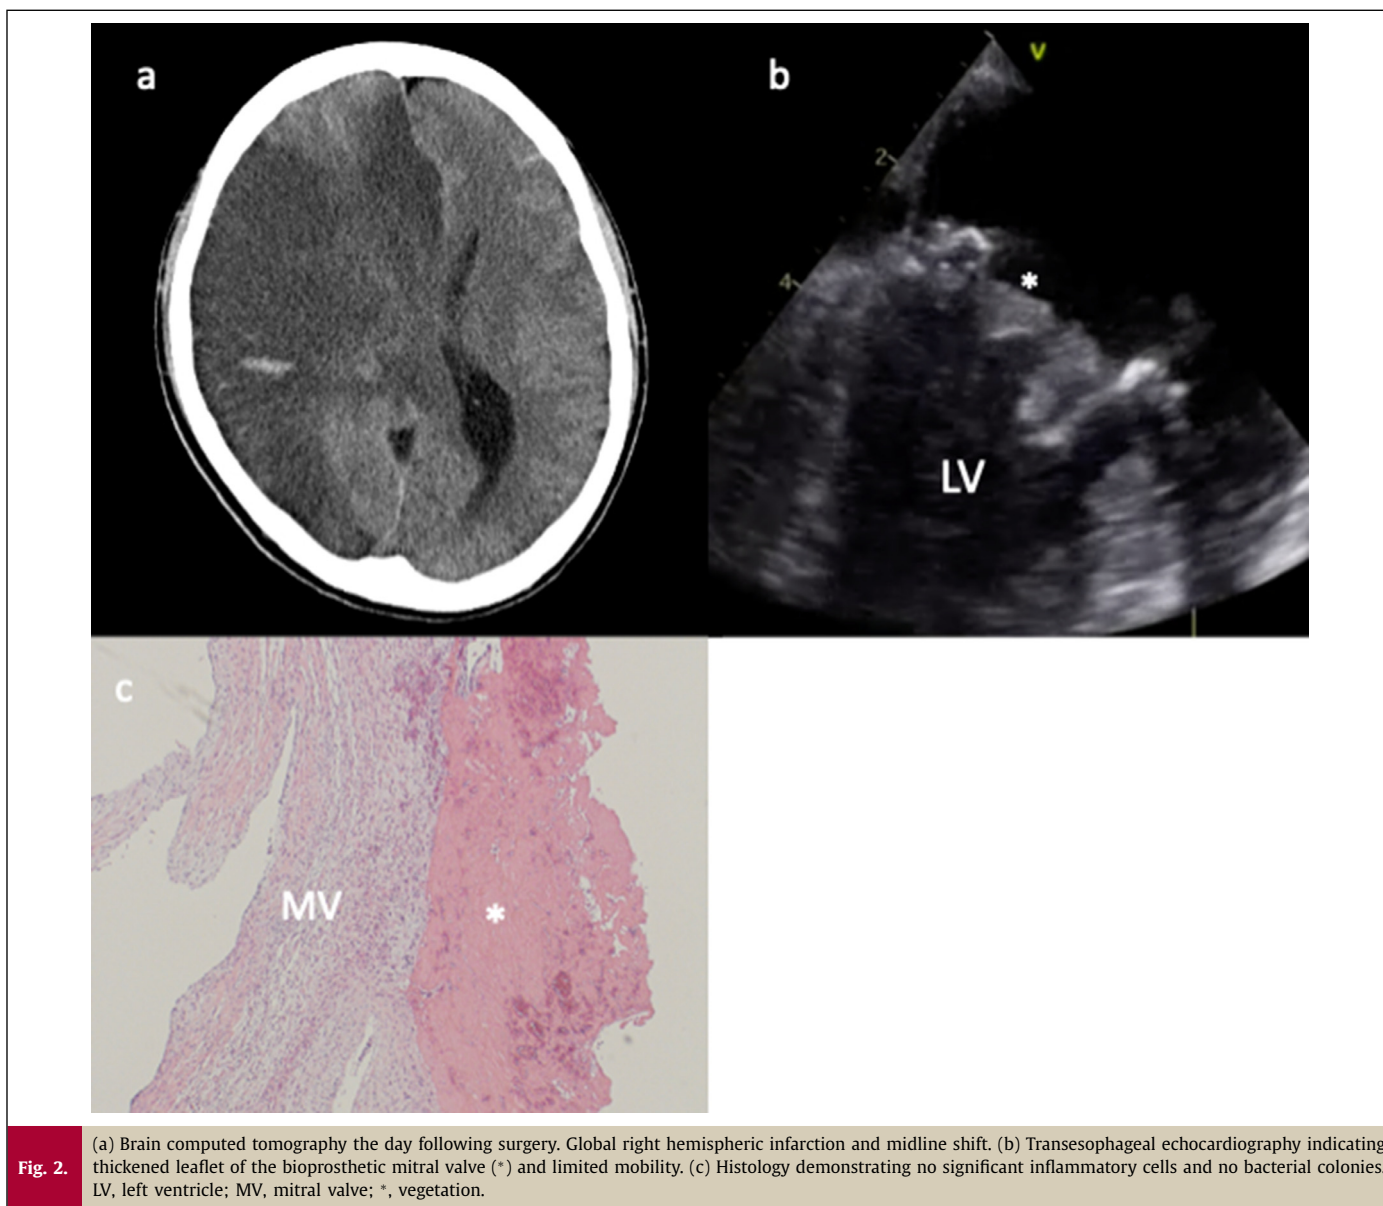 a
b
V
2
4
*
LV
c
MV
*
Fig. 2.
(a) Brain computed tomography the day following surgery. Global right hemispheric infarction and midline shift. (b) Transesophageal echocardiography indicating
thickened leaflet of the bioprosthetic mitral valve (*) and limited mobility. (c) Histology demonstrating no significant inflammatory cells and no bacterial colonies.
LV, left ventricle; MV, mitral valve; *, vegetation.